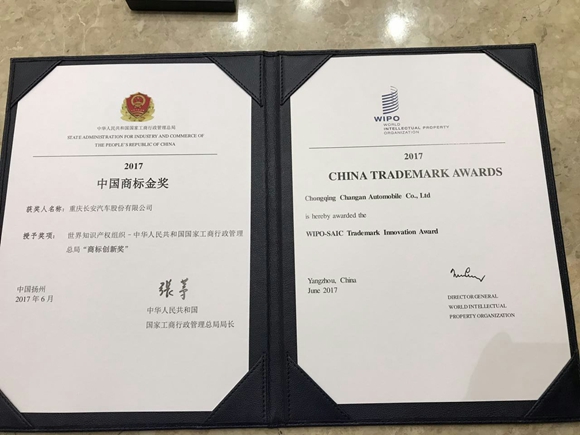 中华人民共和国国家工商行政管理总局
STATE ADMINISTRATION FOR INDUSTRY AND COMMERCE OF
THE PEOPLE'S REPUBLIC OF CHINA
2017
中国商标金奖
获奖人名称：重庆长安汽车股份有限公司
授予奖项：世界知识产权组织－中华人民共和国国家工商行政管理
总局“商标创新奖”
中国扬州
2017年6月
张茅
中华人民共和国
国家工商行政管理总局局长
WIPO
WORLD
INTELLECTUAL PROPERTY
ORGANIZATION
2017
CHINA TRADEMARK AWARDS
Chongqing Changan Automobile Co., Ltd
is hereby awarded the
WIPO-SAIC Trademark Innovation Award
Yangzhou, China
June 2017
DIRECTOR GENERAL
WORLD INTELLECTUAL
PROPERTY ORGANIZATION